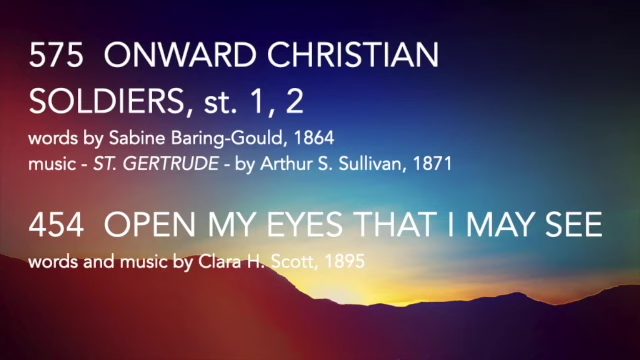 575 ONWARD CHRISTIAN
SOLDIERS, st. 1, 2
words by Sabine Baring-Gould, 1864
music - ST. GERTRUDE - by Arthur S. Sullivan, 1871
454 OPEN MY EYES THAT I MAY SEE
words and music by Clara H. Scott, 1895